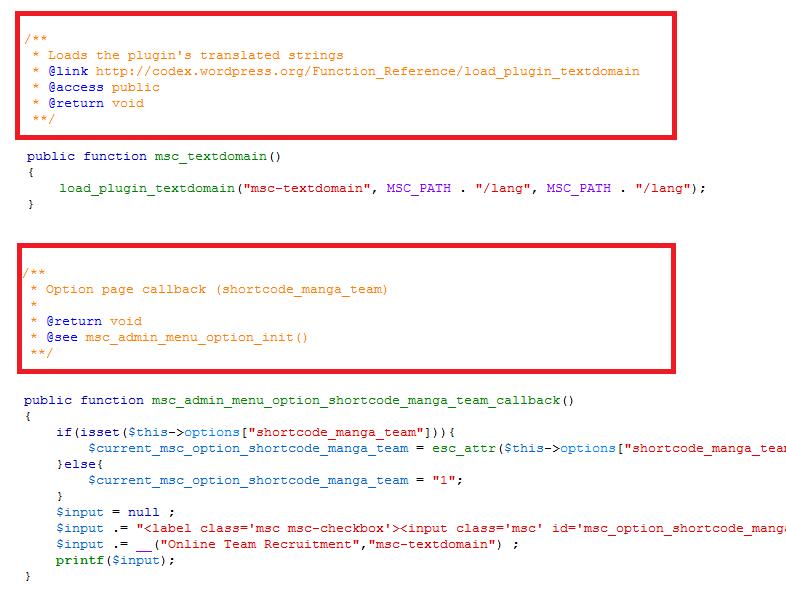 /**
 * Loads the plugin's translated strings
 * @link http://codex.wordpress.org/Function_Reference/load_plugin_textdomain
 * @access public
 * @return void
 **/
public function msc_textdomain()
{
    load_plugin_textdomain("msc-textdomain", MSC_PATH . "/lang", MSC_PATH . "/lang");
}
/**
 * Option page callback (shortcode_manga_team)
 *
 * @return void
 * @see msc_admin_menu_option_init()
 **/
public function msc_admin_menu_option_shortcode_manga_team_callback()
{
    if(isset($this->options["shortcode_manga_team"])){
        $current_msc_option_shortcode_manga_team = esc_attr($this->options["shortcode_manga_tea
    }else{
        $current_msc_option_shortcode_manga_team = "1";
    }
    $input = null ;
    $input .= "<label class='msc msc-checkbox'><input class='msc' id='msc_option_shortcode_mang
    $input .= __("Online Team Recruitment","msc-textdomain") ;
    printf($input);
}